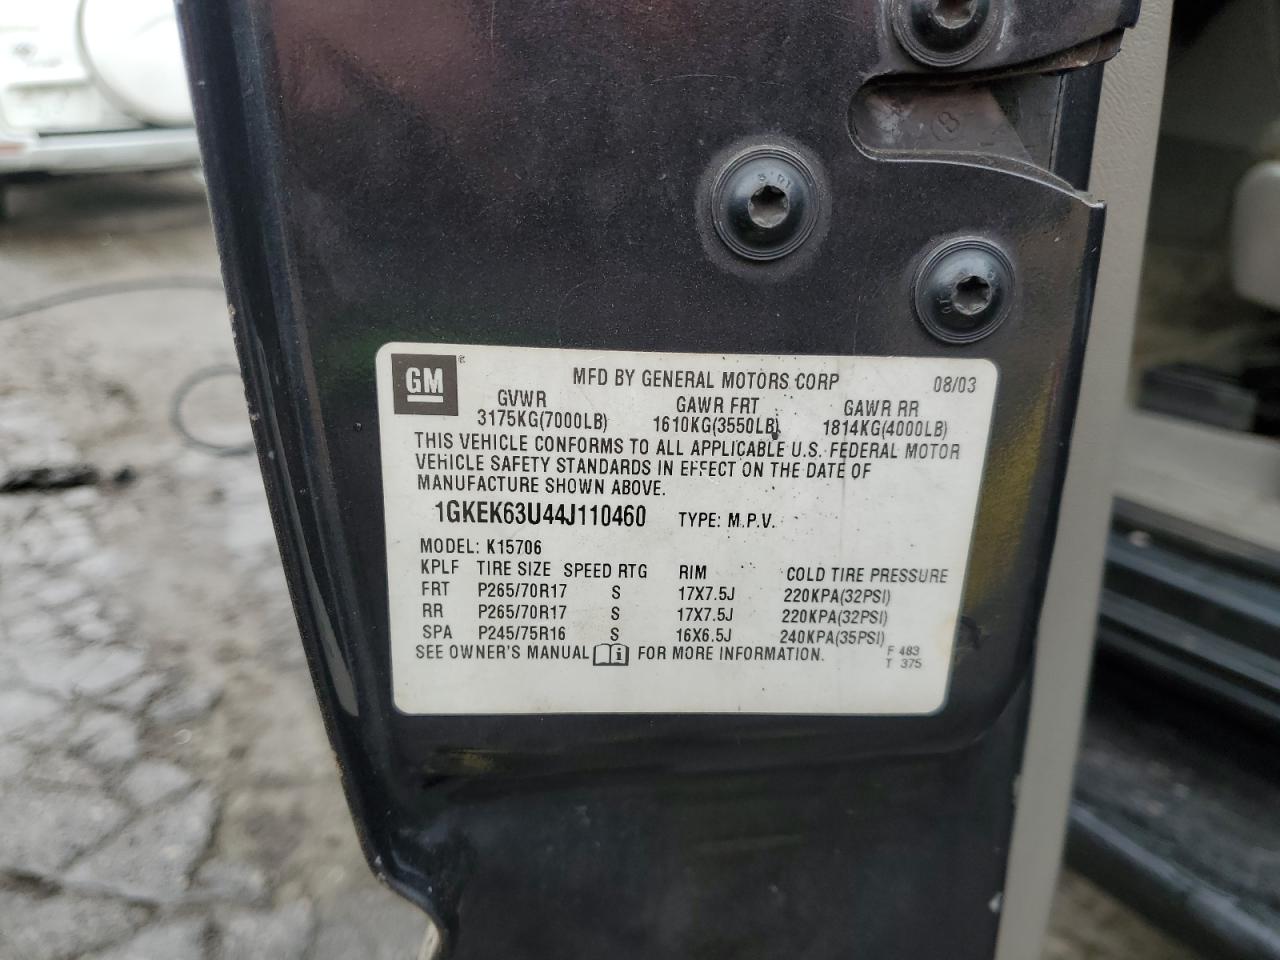 GM ® MFD BY GENERAL MOTORS CORP 08/03
GVWR GAWR FRT GAWR RR
3175KG(7000LB) 1610KG(3550LB) 1814KG(4000LB)
THIS VEHICLE CONFORMS TO ALL APPLICABLE U.S. FEDERAL MOTOR
VEHICLE SAFETY STANDARDS IN EFFECT ON THE DATE OF
MANUFACTURE SHOWN ABOVE.
1GKEK63U44J110460 TYPE: M.P.V.
MODEL: K15706
KPLF TIRE SIZE SPEED RTG RIM COLD TIRE PRESSURE
FRT P265/70R17 S 17X7.5J 220KPA(32PSI)
RR P265/70R17 S 17X7.5J 220KPA(32PSI)
SPA P245/75R16 S 16X6.5J 240KPA(35PSI)
SEE OWNER'S MANUAL FOR MORE INFORMATION. F 483
T 375